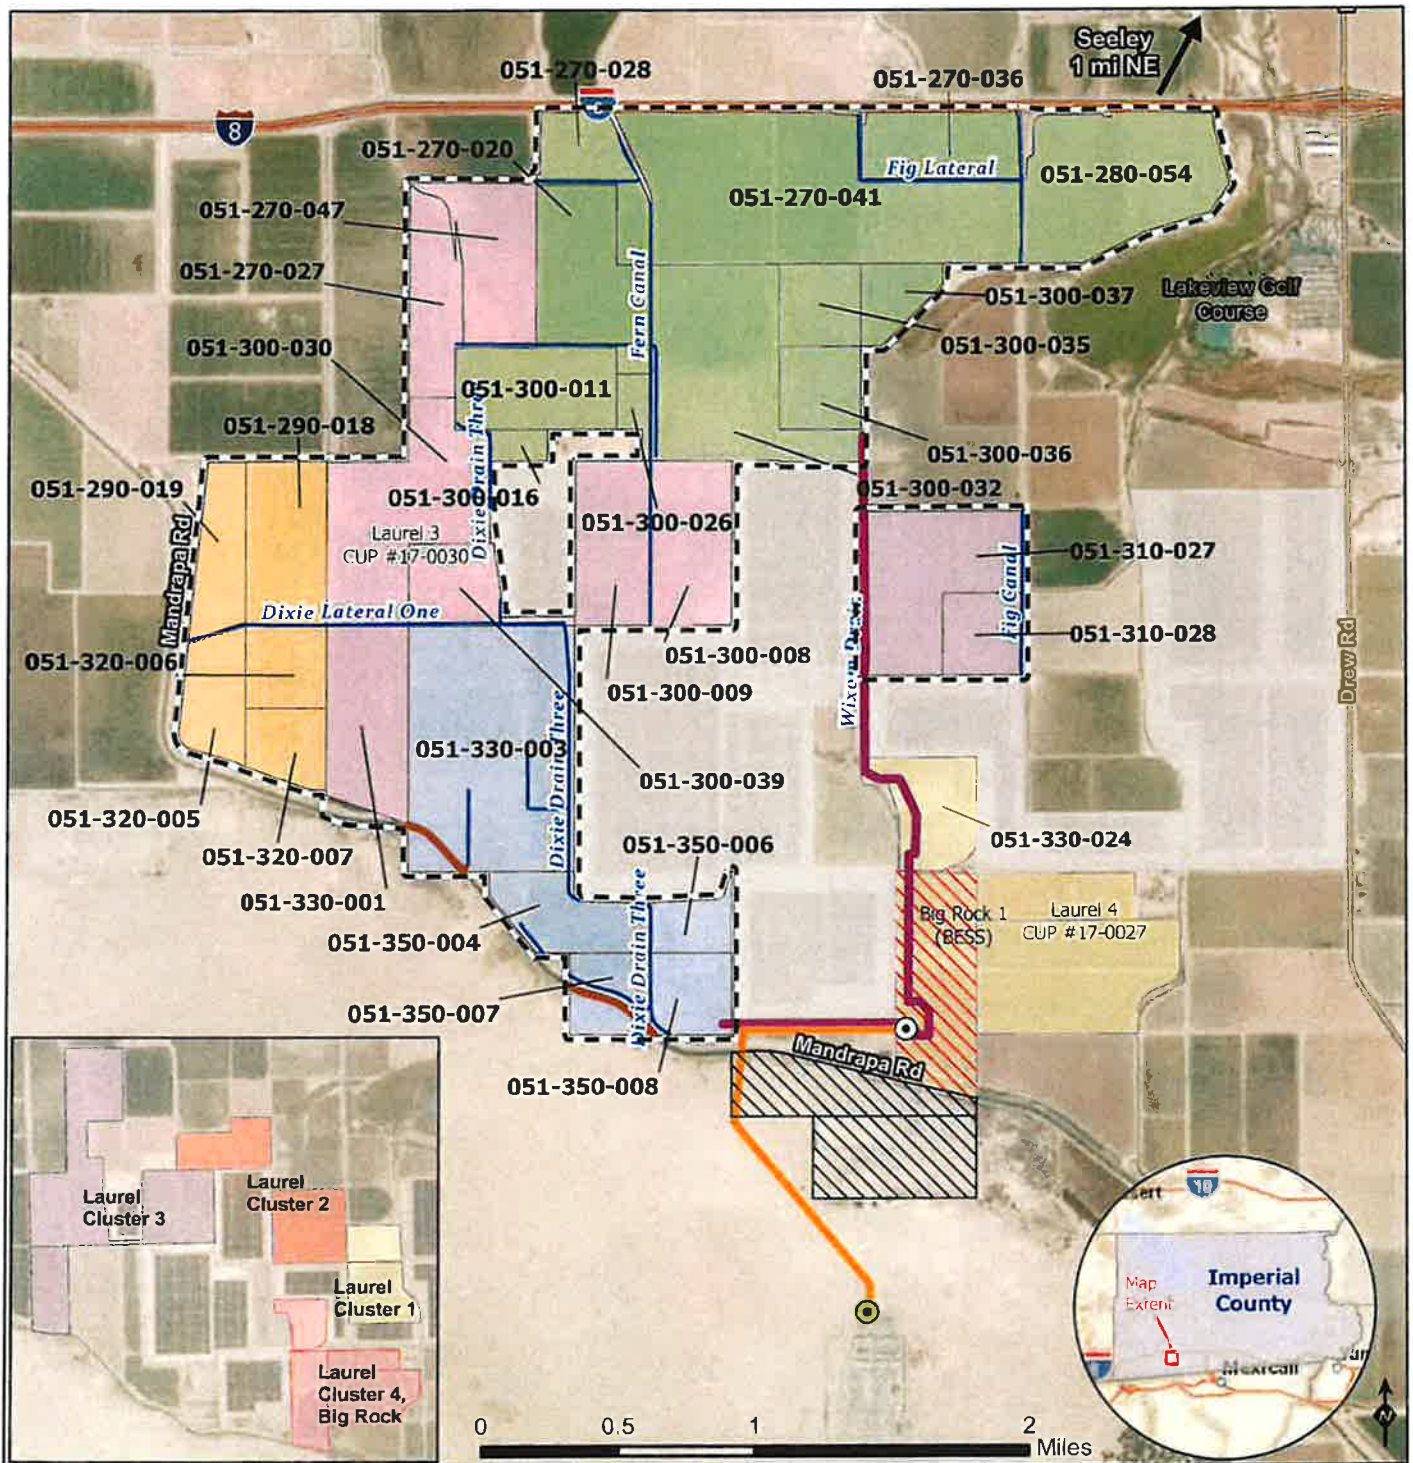 Seeley
1 mi NE
051-270-028
051-270-036
8
051-270-020
Fig Lateral
051-280-054
051-270-041
051-270-047
051-270-027
Fern Canal
051-300-037
Lakeview Golf
Course
051-300-030
051-300-035
051-300-011
051-290-018
051-300-036
051-290-019
051-300-016
Dixie Drain Three
051-300-032
Laurel 3
CUP #17-0030
051-300-026
051-310-027
Fig Canal
Mandrapa Rd
Dixie Lateral One
051-310-028
051-320-006
051-300-008
051-300-009
Drew Rd
051-330-003
Dixie Drain Three
051-300-039
051-320-005
051-320-007
051-350-006
051-330-024
051-330-001
Big Rock 1
(BESS)
Laurel 4
CUP #17-0027
051-350-004
Dixie Drain Three
051-350-007
Mandrapa Rd
051-350-008
Laurel
Cluster 3
Laurel
Cluster 2
Laurel
Cluster 1
Laurel
Cluster 4,
Big Rock
10
Imperial
County
Map
Extent
Mexicali
N
0 0.5 1 2
Miles